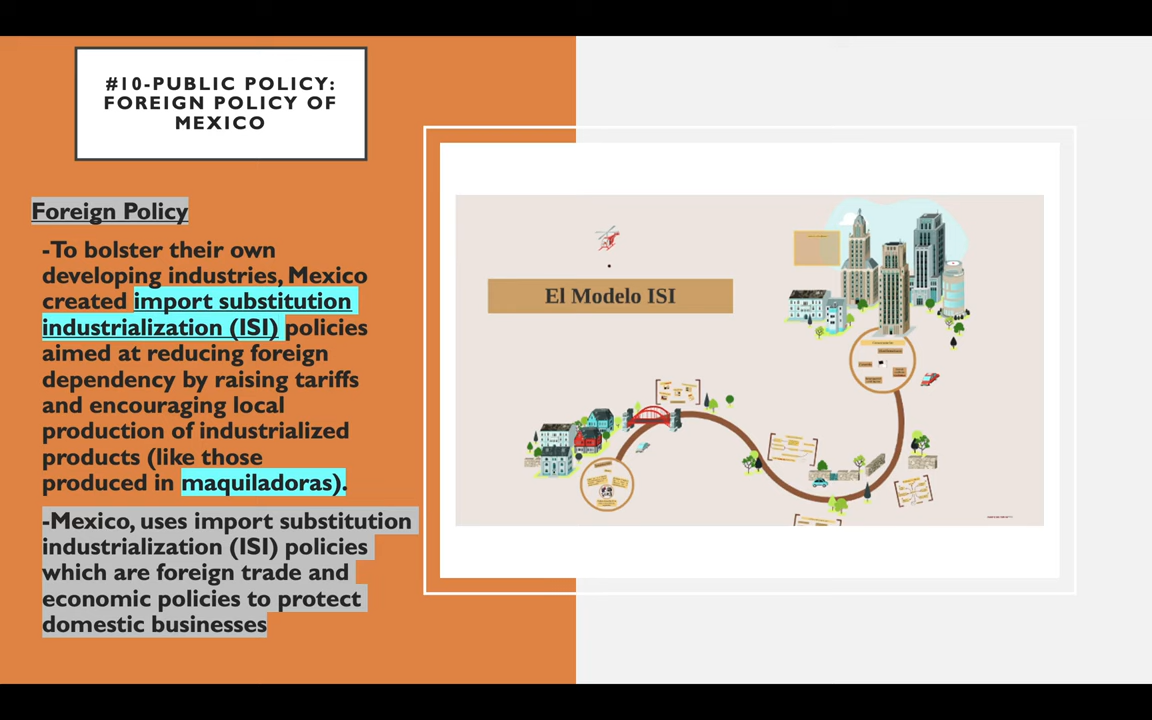 #10-PUBLIC POLICY:
FOREIGN POLICY OF
MEXICO
Foreign Policy
-To bolster their own
developing industries, Mexico
created import substitution
industrialization (ISI) policies
aimed at reducing foreign
dependency by raising tariffs
and encouraging local
production of industrialized
products (like those
produced in maquiladoras).
-Mexico, uses import substitution
industrialization (ISI) policies
which are foreign trade and
economic policies to protect
domestic businesses
El Modelo ISI